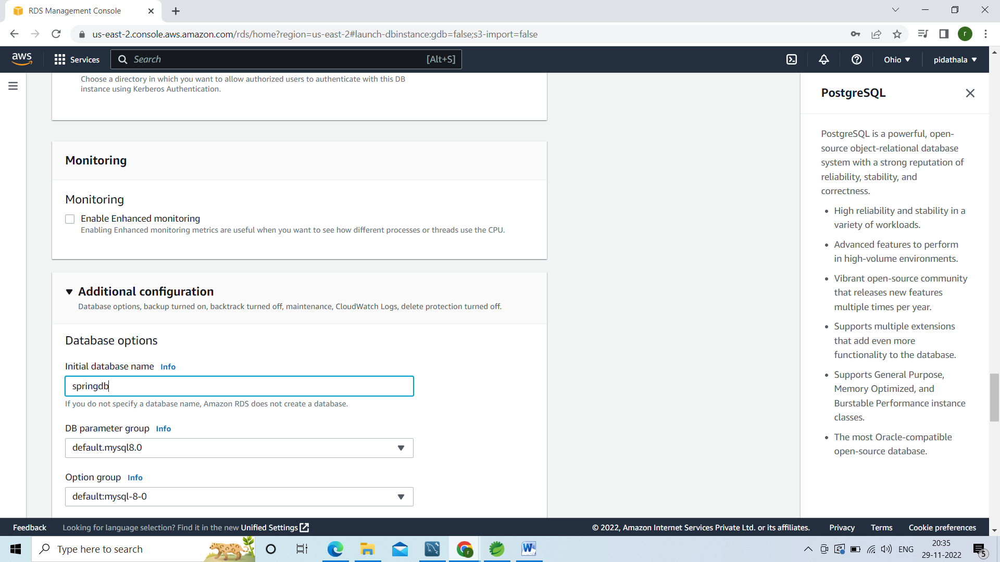 RDS Management Console
us-east-2.console.aws.amazon.com/rds/home?region=us-east-2#launch-dbinstance:gdb=false;s3-import=false
r
aws
Services
Search
[Alt+S]
Ohio
pidathala
Choose a directory in which you want to allow authorized users to authenticate with this DB
instance using Kerberos Authentication.
Monitoring
Monitoring
Enable Enhanced monitoring
Enabling Enhanced monitoring metrics are useful when you want to see how different processes or threads use the CPU.
Additional configuration
Database options, backup turned on, backtrack turned off, maintenance, CloudWatch Logs, delete protection turned off.
Database options
Initial database name Info
springdb
If you do not specify a database name, Amazon RDS does not create a database.
DB parameter group Info
default.mysql8.0
Option group Info
default:mysql-8-0
PostgreSQL
PostgreSQL is a powerful, open-
source object-relational database
system with a strong reputation of
reliability, stability, and
correctness.
• High reliability and stability in a
variety of workloads.
• Advanced features to perform
in high-volume environments.
• Vibrant open-source community
that releases new features
multiple times per year.
• Supports multiple extensions
that add even more
functionality to the database.
• Supports General Purpose,
Memory Optimized, and
Burstable Performance instance
classes.
• The most Oracle-compatible
open-source database.
Feedback
Looking for language selection? Find it in the new Unified Settings
© 2022, Amazon Internet Services Private Ltd. or its affiliates.
Privacy
Terms
Cookie preferences
Type here to search
r
W
ENG
20:35
29-11-2022
5